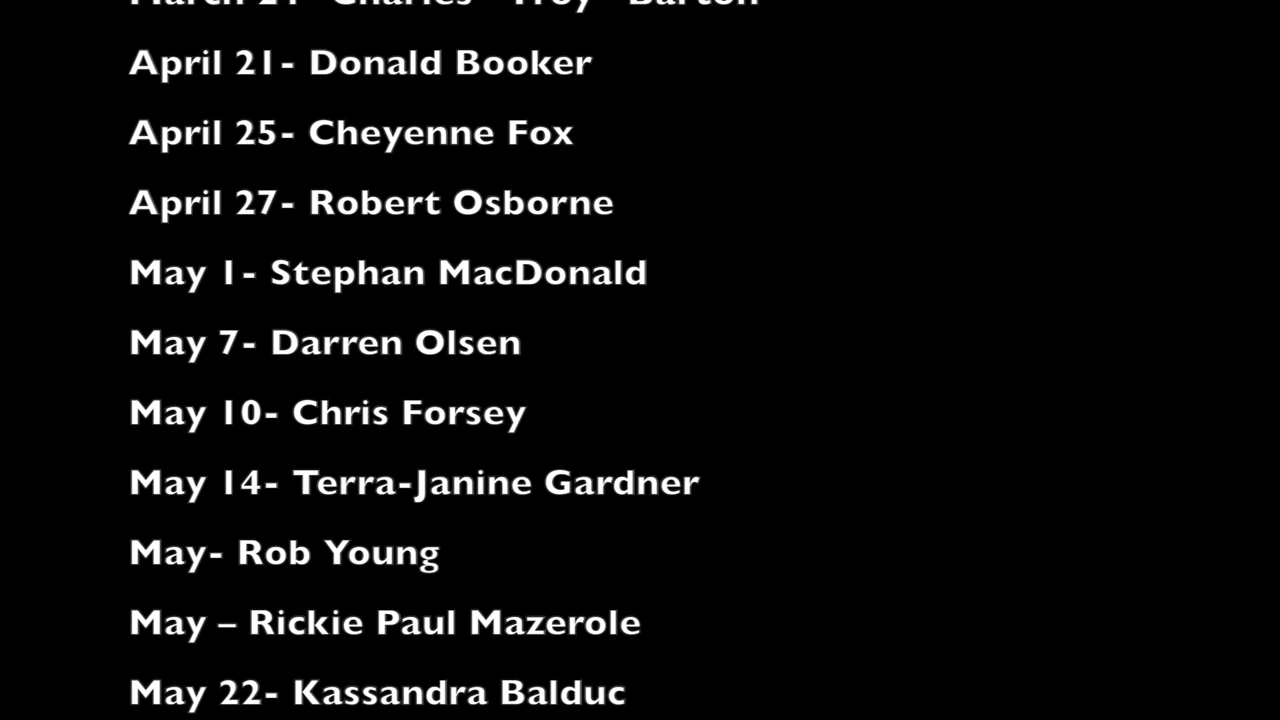 April 21- Donald Booker
April 25- Cheyenne Fox
April 27- Robert Osborne
May 1- Stephan MacDonald
May 7- Darren Olsen
May 10- Chris Forsey
May 14- Terra-Janine Gardner
May- Rob Young
May – Rickie Paul Mazerole
May 22- Kassandra Balduc